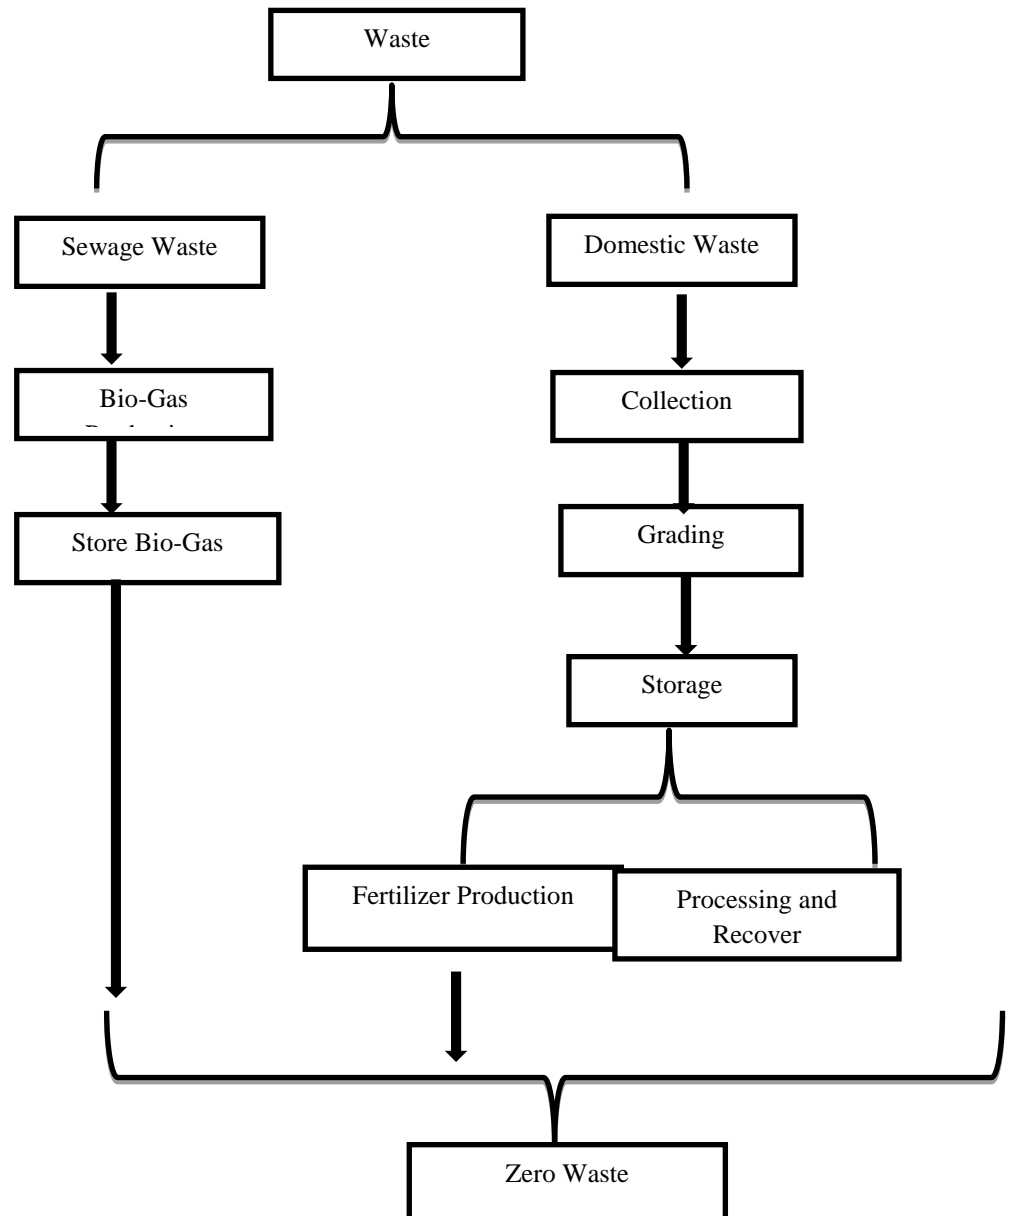 Waste
Sewage Waste
Domestic Waste
Bio-Gas
Collection
Store Bio-Gas
Grading
Storage
Fertilizer Production
Processing and
Recover
Zero Waste